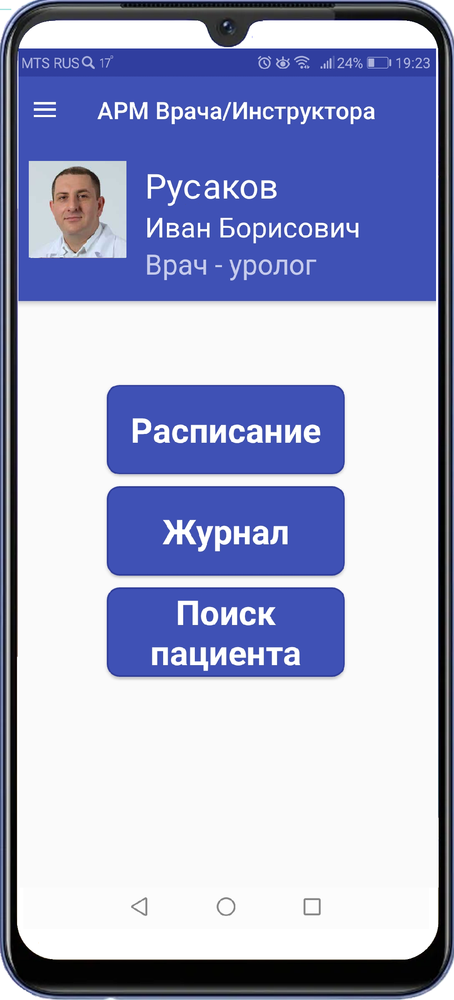 MTS RUS 17° 24% 19:23
АРМ Врача/Инструктора
Русаков
Иван Борисович
Врач - уролог
Расписание
Журнал
Поиск
пациента